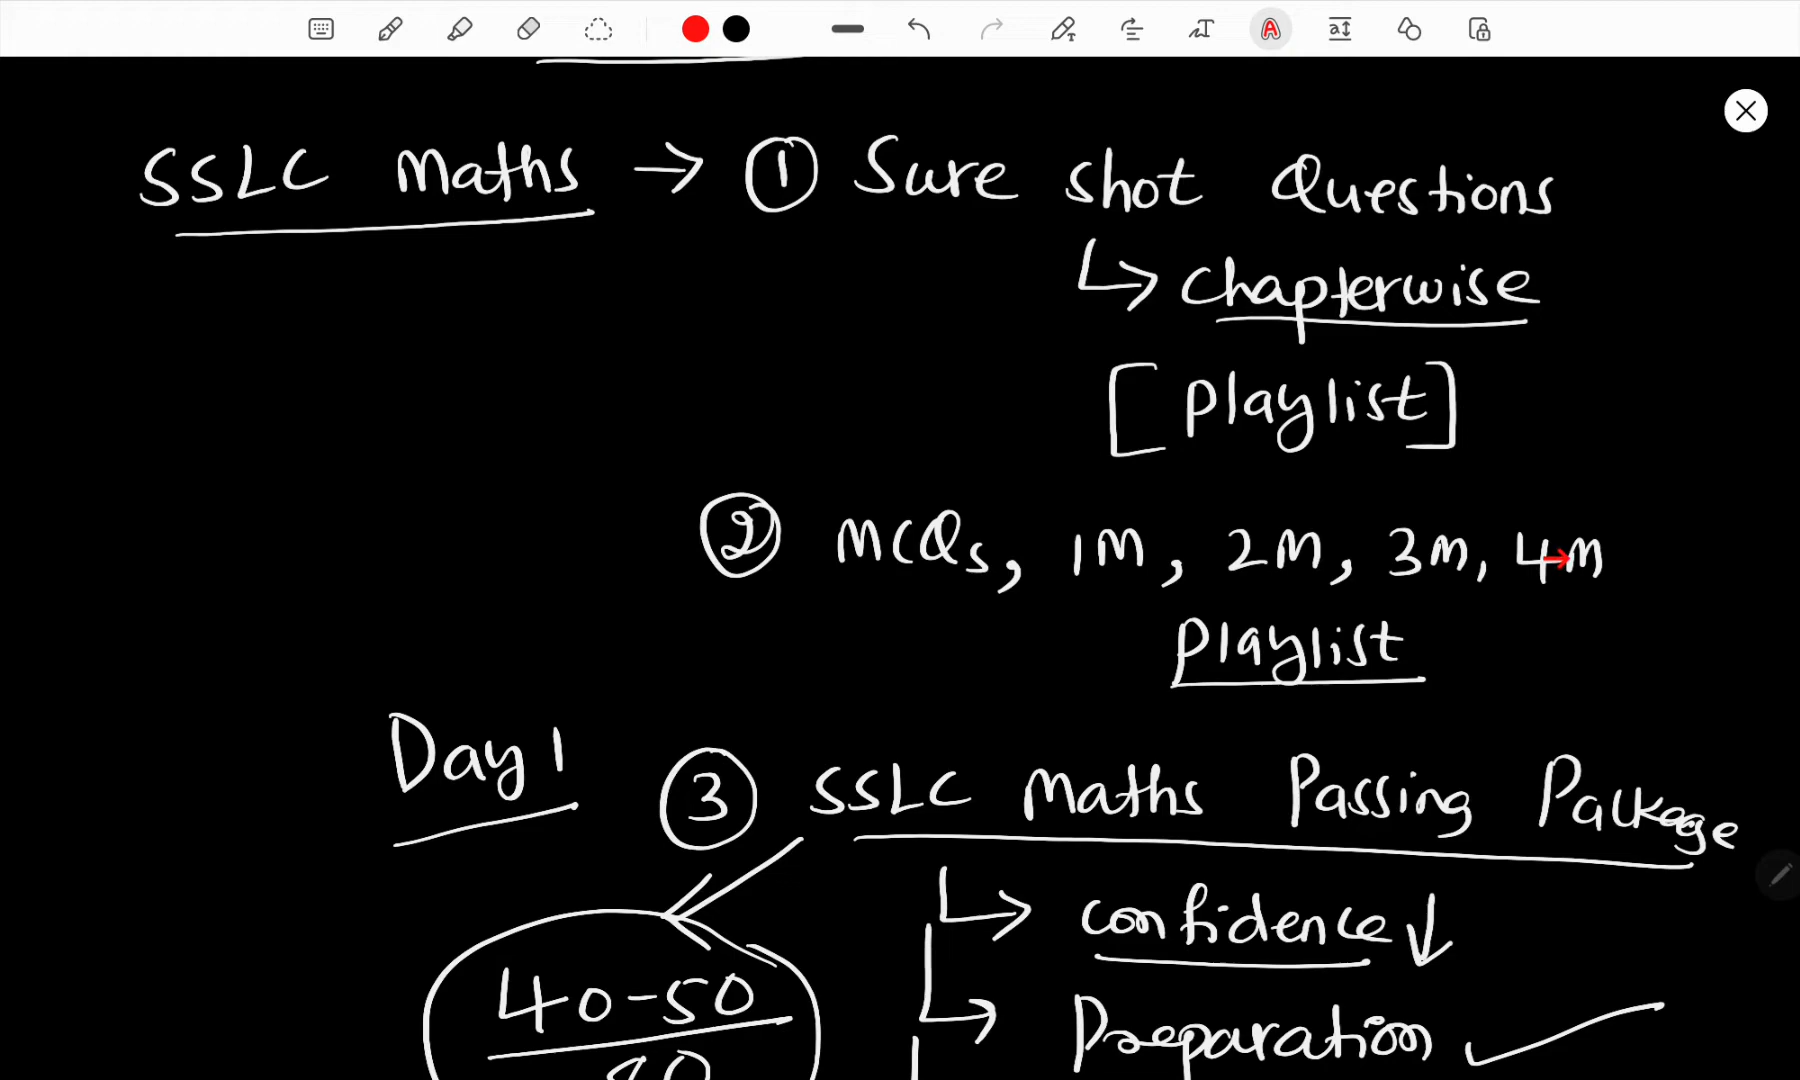 SSLC Maths → ① Sure shot Questions
↳ Chapterwise
[Playlist]
② MCQs, 1M, 2M, 3M, 4M
Playlist
Day 1
③ SSLC Maths Passing Package
↳ Confidence ↓
40-50
↳ Preparation ✓
80